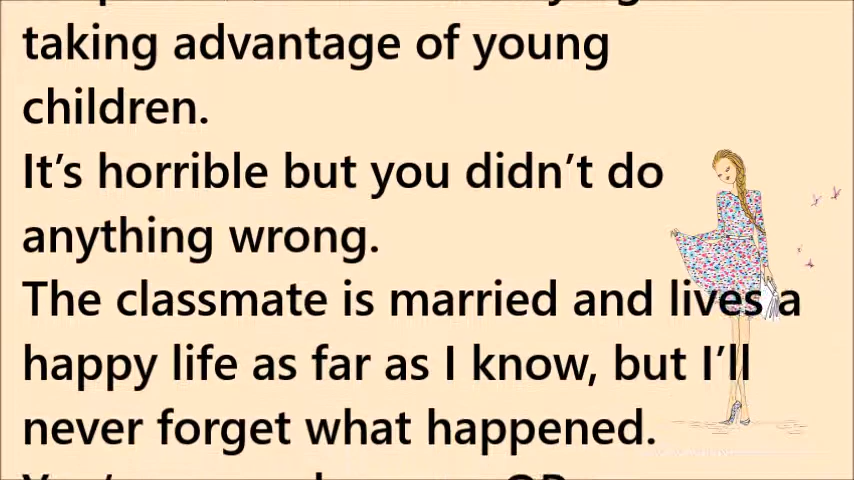 taking advantage of young
children.
It’s horrible but you didn’t do
anything wrong.
The classmate is married and lives a
happy life as far as I know, but I’ll
never forget what happened.